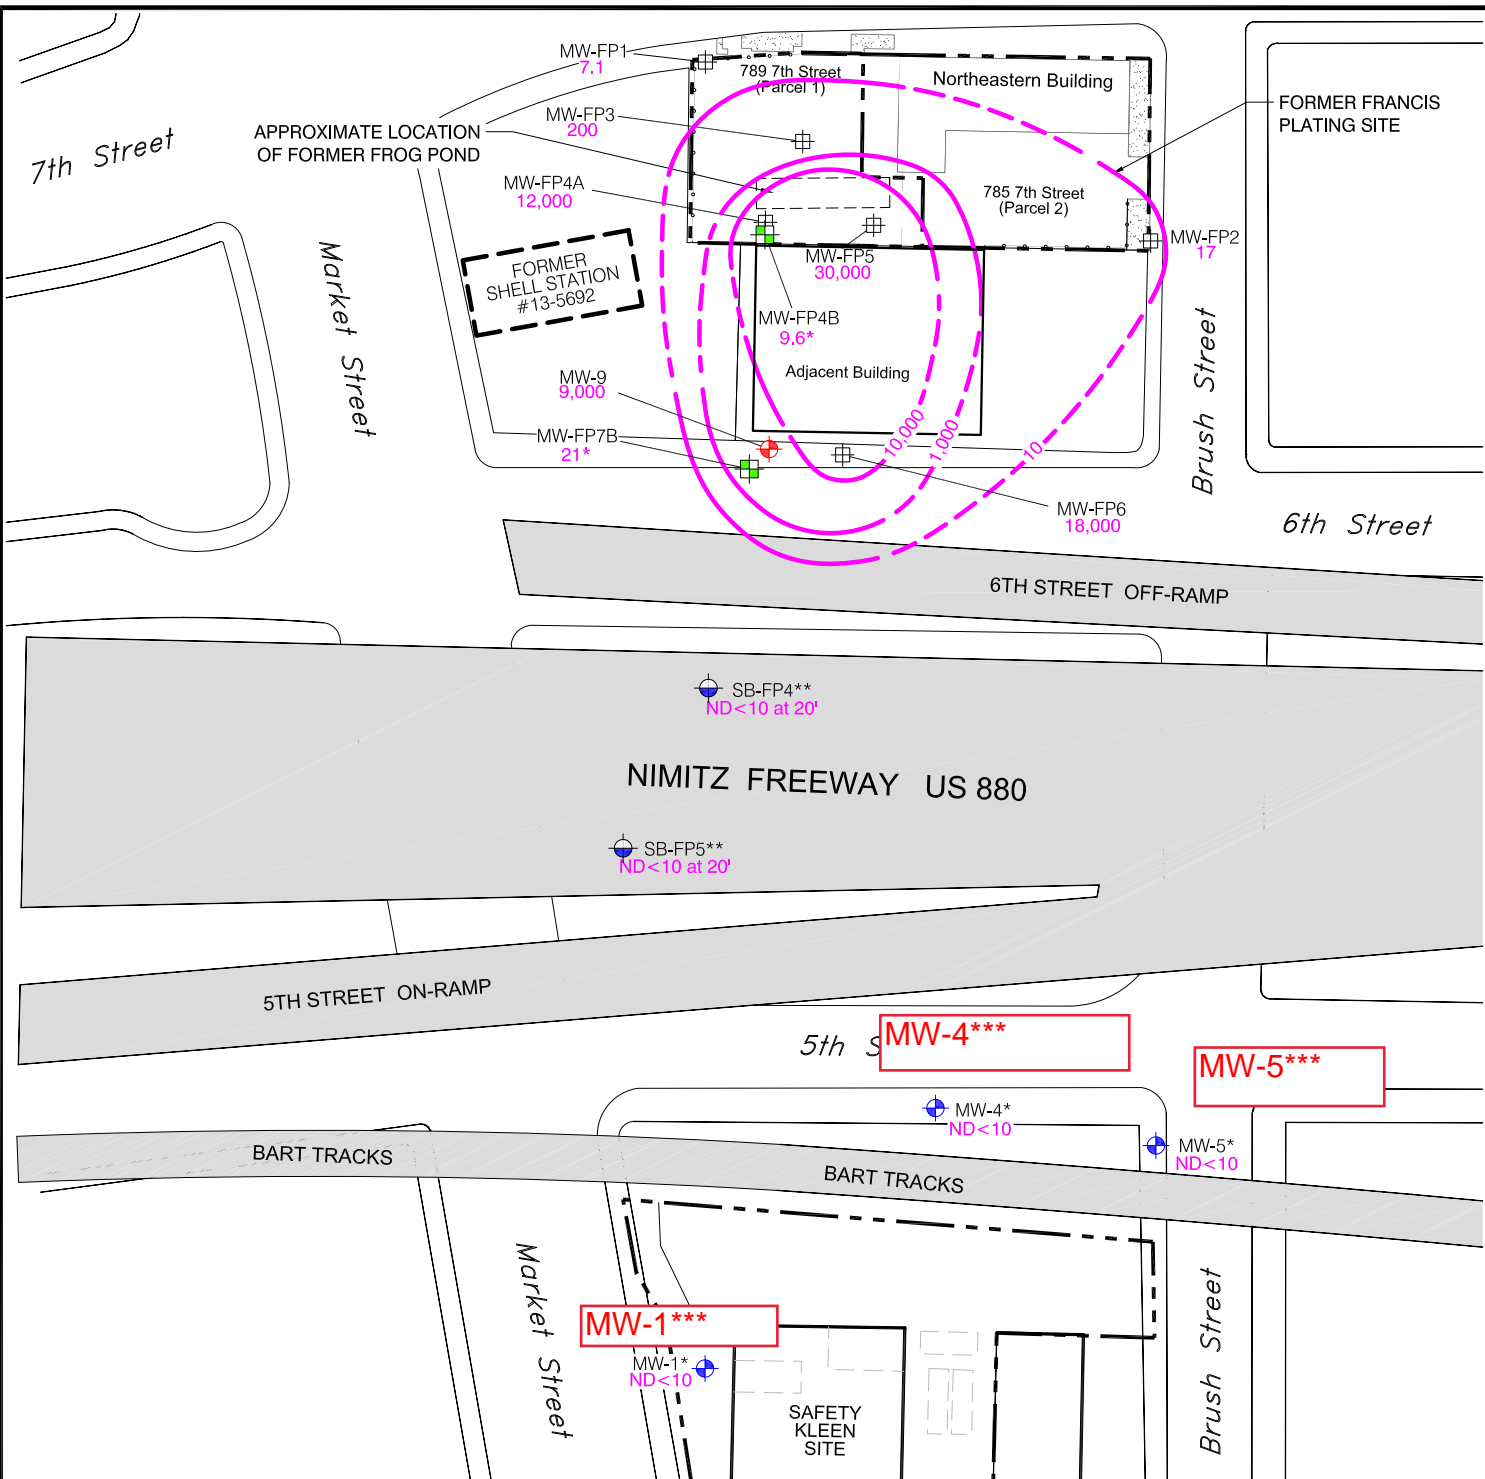 MW-FP1
7.1
789 7th Street
(Parcel 1)
Northeastern Building
FORMER FRANCIS
PLATING SITE
MW-FP3
200
APPROXIMATE LOCATION
OF FORMER FROG POND
7th Street
MW-FP4A
12,000
785 7th Street
(Parcel 2)
MW-FP2
17
FORMER
SHELL STATION
#13-5692
MW-FP5
30,000
Market Street
MW-FP4B
9.6*
Adjacent Building
Brush Street
MW-9
9,000
MW-FP7B
21*
10,000
1,000
10
MW-FP6
18,000
6th Street
6TH STREET OFF-RAMP
SB-FP4**
ND<10 at 20'
NIMITZ FREEWAY US 880
SB-FP5**
ND<10 at 20'
5TH STREET ON-RAMP
5th S
MW-4***
MW-5***
MW-4*
ND<10
MW-5*
ND<10
BART TRACKS
BART TRACKS
Market Street
MW-1***
MW-1*
ND<10
SAFETY
KLEEN
SITE
Brush Street